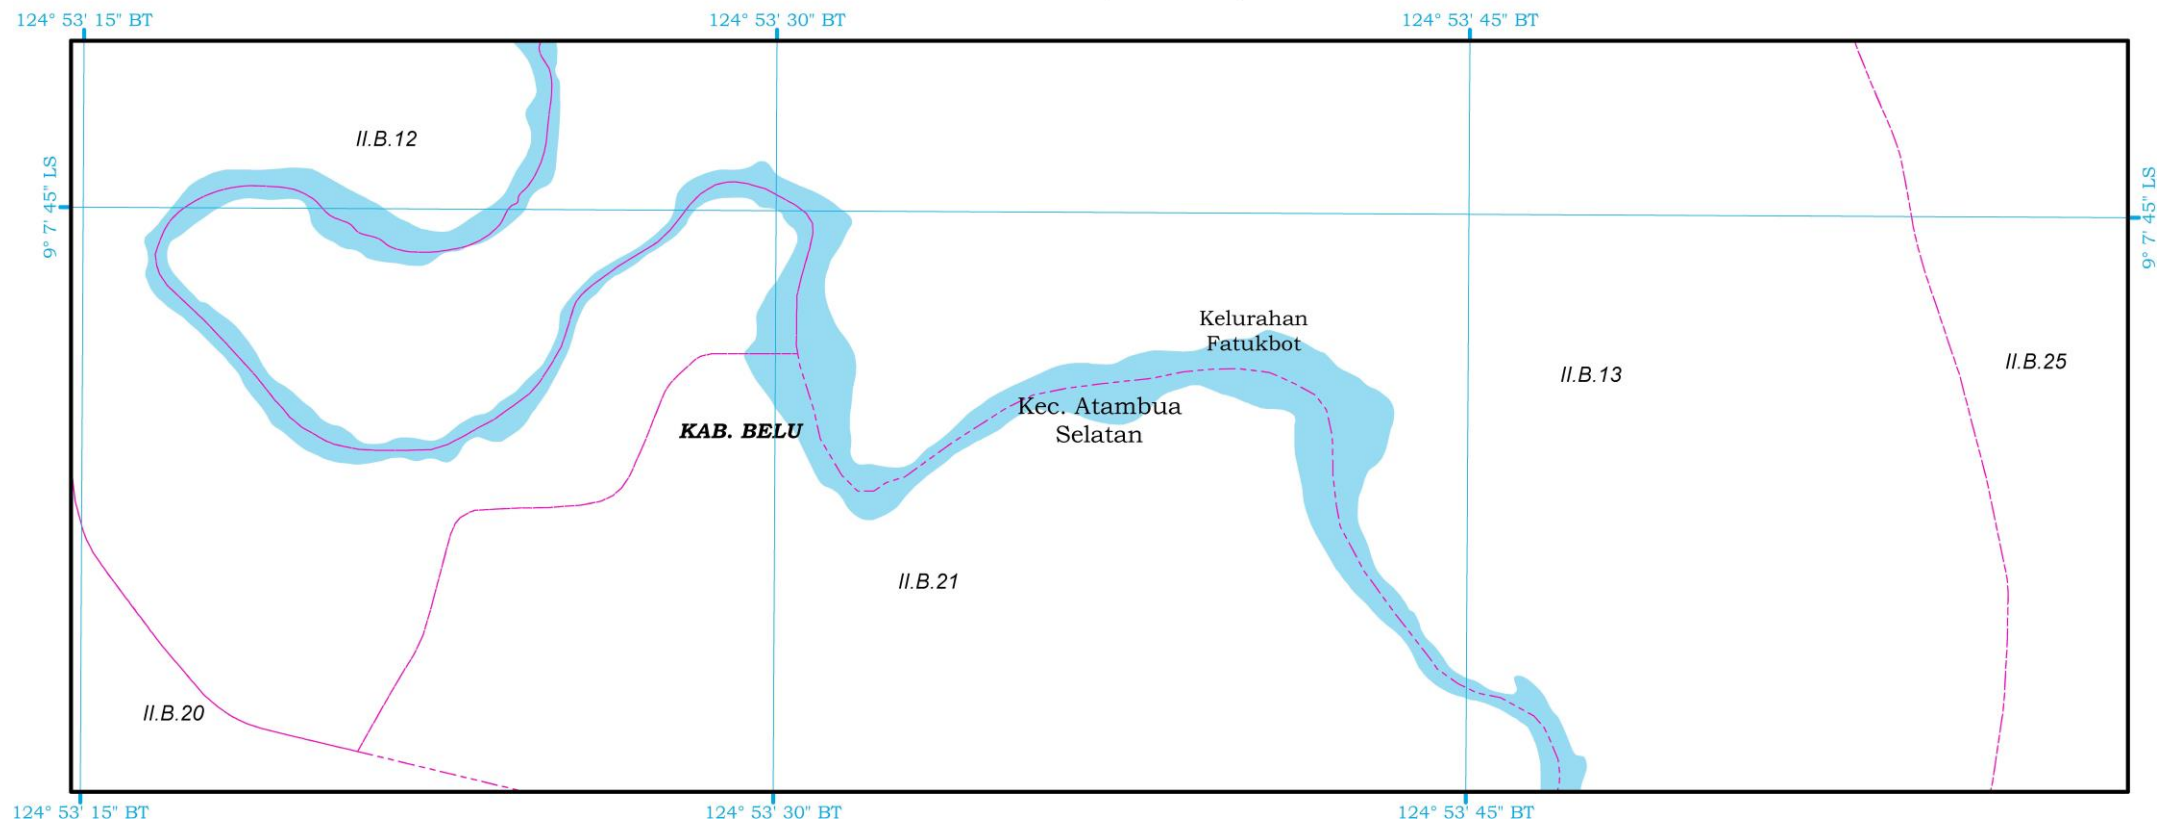 124° 53' 15" BT
124° 53' 30" BT
124° 53' 45" BT
II.B.12
9° 7' 45" LS
9° 7' 45" LS
Kelurahan
Fatukbot
II.B.13
II.B.25
Kec. Atambua
Selatan
KAB. BELU
II.B.21
II.B.20
124° 53' 15" BT
124° 53' 30" BT
124° 53' 45" BT